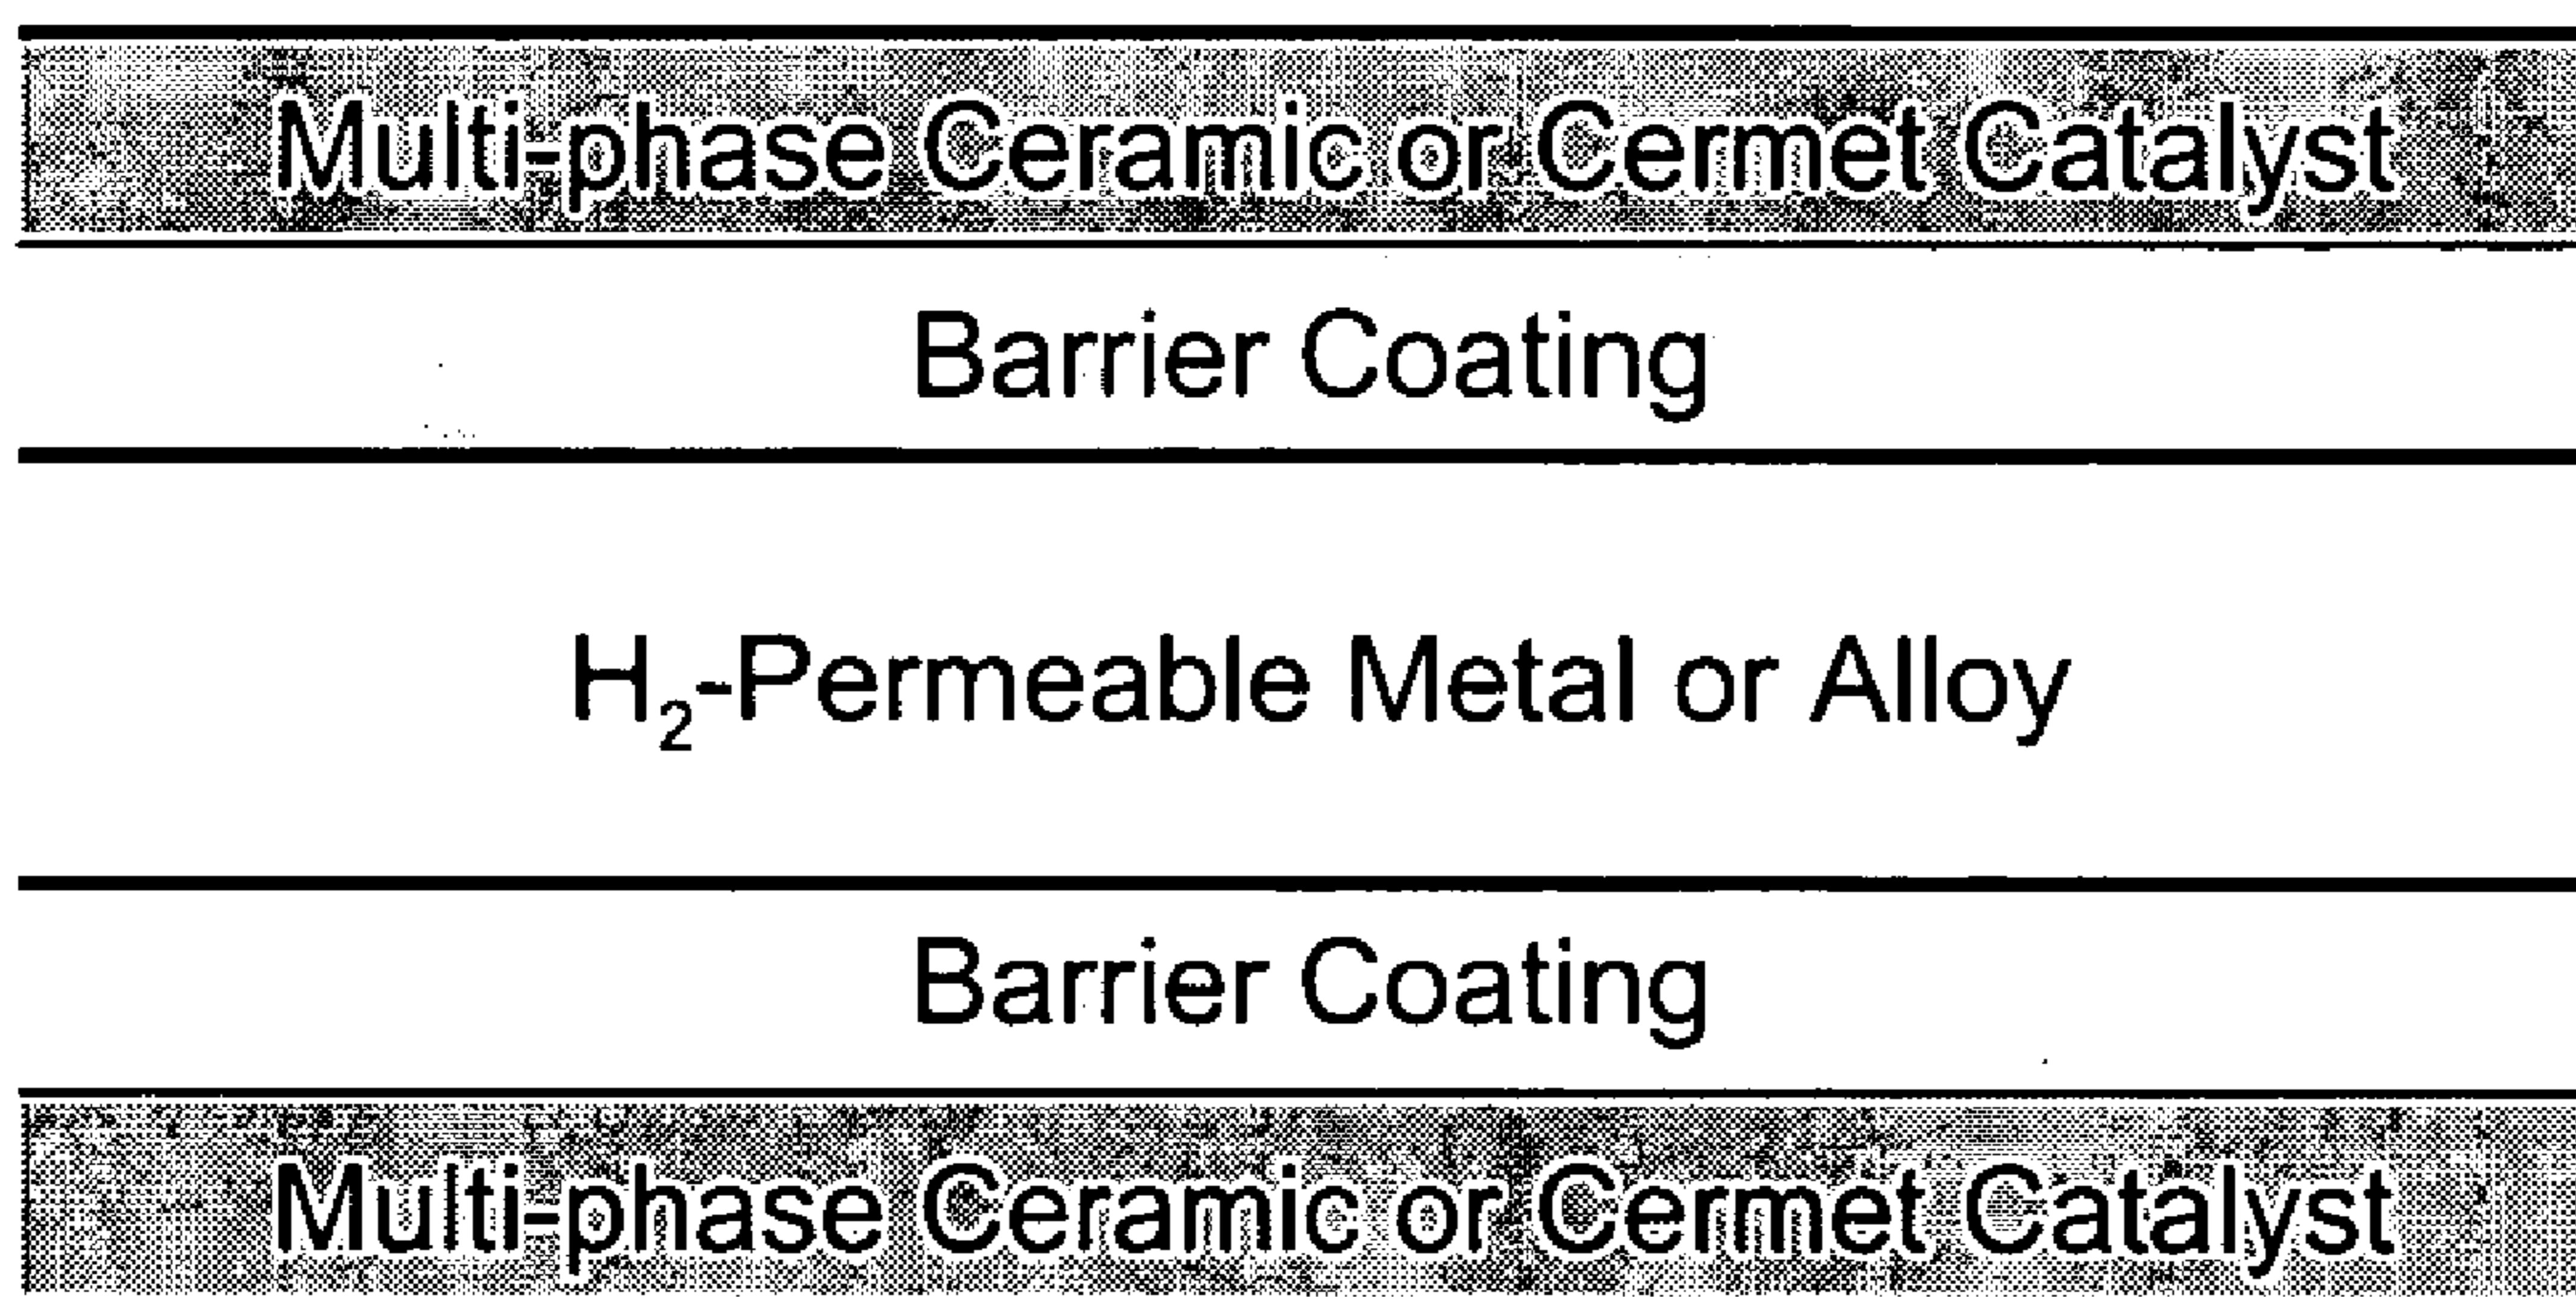 Multi-phase Ceramic or Cermet Catalyst
Barrier Coating
H₂-Permeable Metal or Alloy
Barrier Coating
Multi-phase Ceramic or Cermet Catalyst